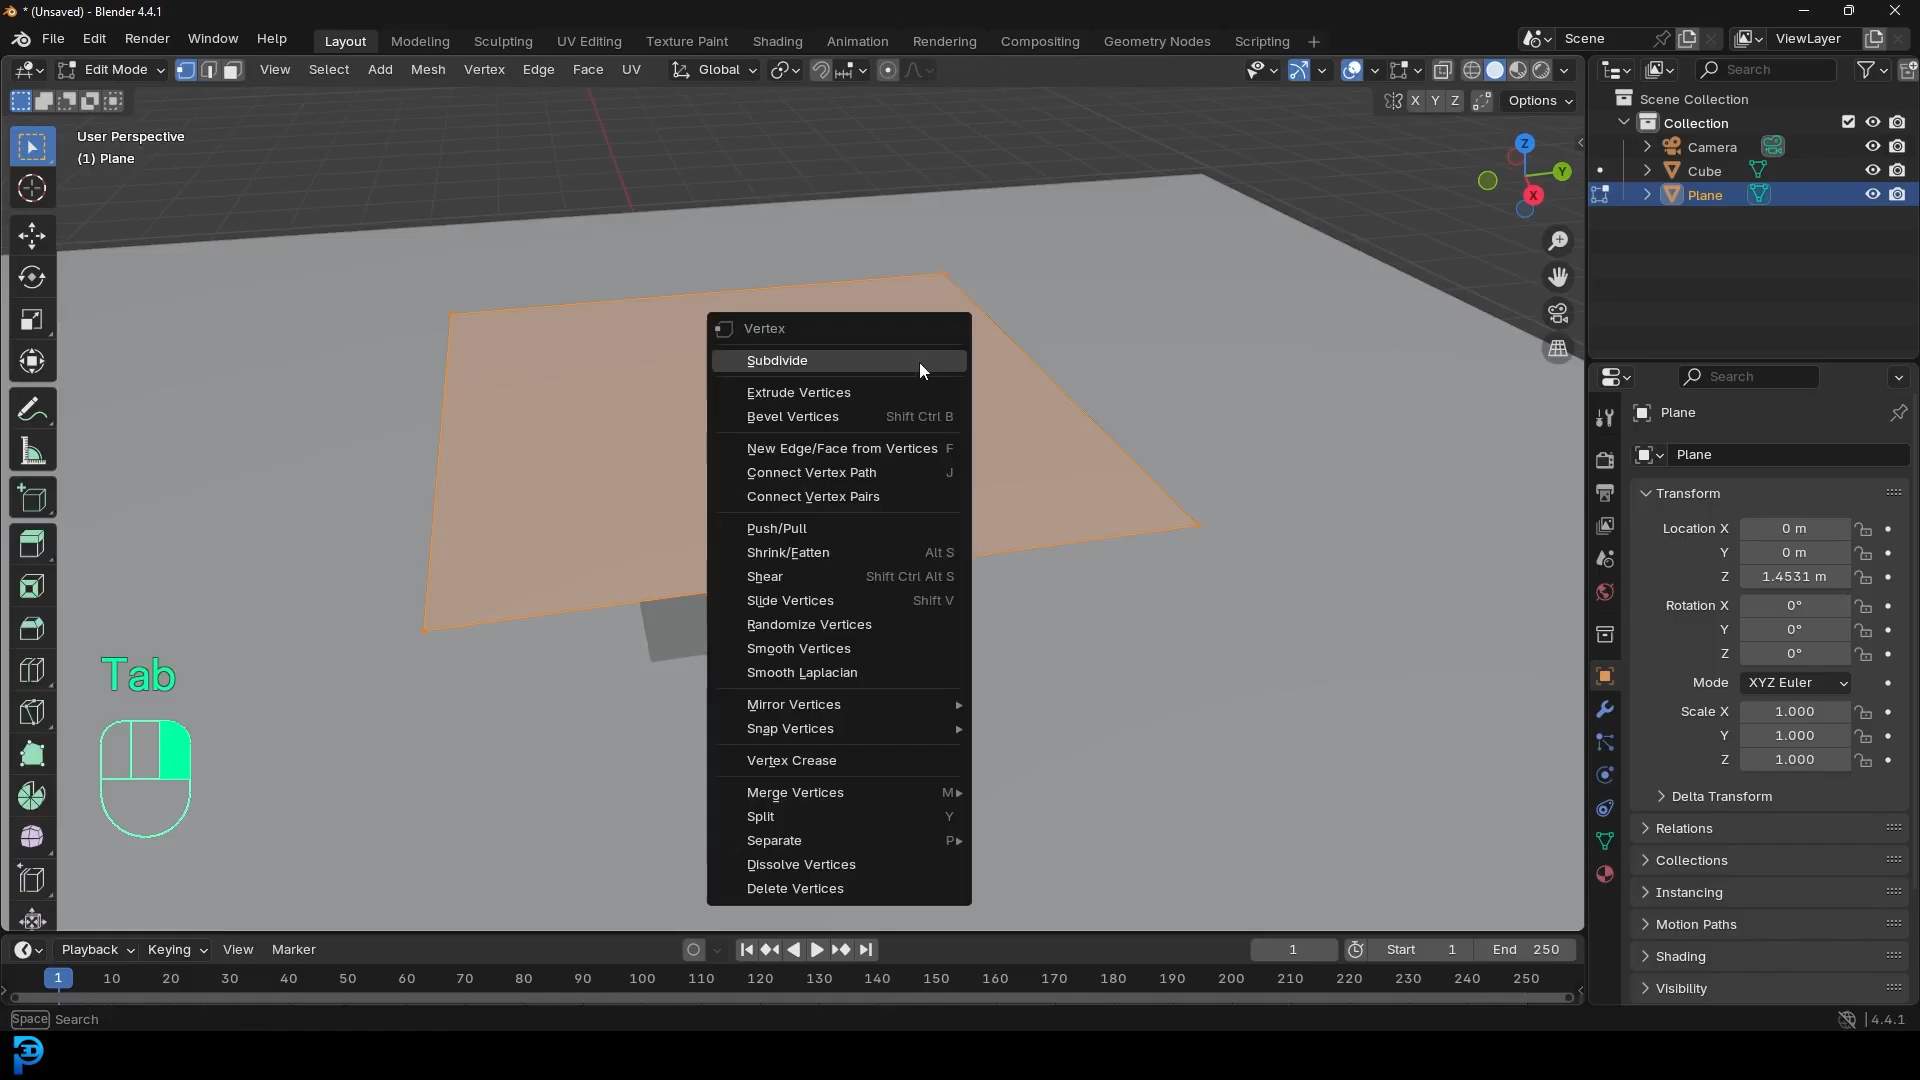 * (Unsaved) - Blender 4.4.1
File Edit Render Window Help
Layout Modeling Sculpting UV Editing Texture Paint Shading Animation Rendering Compositing Geometry Nodes Scripting +
Scene
ViewLayer
Edit Mode View Select Add Mesh Vertex Edge Face UV Global
Search
X Y Z Options
Scene Collection
Collection
Camera
Cube
Plane
User Perspective
(1) Plane
Z
Y
X
Vertex
Subdivide
Extrude Vertices
Bevel Vertices Shift Ctrl B
New Edge/Face from Vertices F
Connect Vertex Path J
Connect Vertex Pairs
Push/Pull
Shrink/Fatten Alt S
Shear Shift Ctrl Alt S
Slide Vertices Shift V
Randomize Vertices
Smooth Vertices
Smooth Laplacian
Mirror Vertices
Snap Vertices
Vertex Crease
Merge Vertices M
Split Y
Separate P
Dissolve Vertices
Delete Vertices
Tab
Search
Plane
Plane
Transform
Location X 0 m
Y 0 m
Z 1.4531 m
Rotation X 0°
Y 0°
Z 0°
Mode XYZ Euler
Scale X 1.000
Y 1.000
Z 1.000
Delta Transform
Relations
Collections
Instancing
Motion Paths
Shading
Visibility
Playback Keying View Marker
1 Start 1 End 250
1 10 20 30 40 50 60 70 80 90 100 110 120 130 140 150 160 170 180 190 200 210 220 230 240 250
Space Search
4.4.1